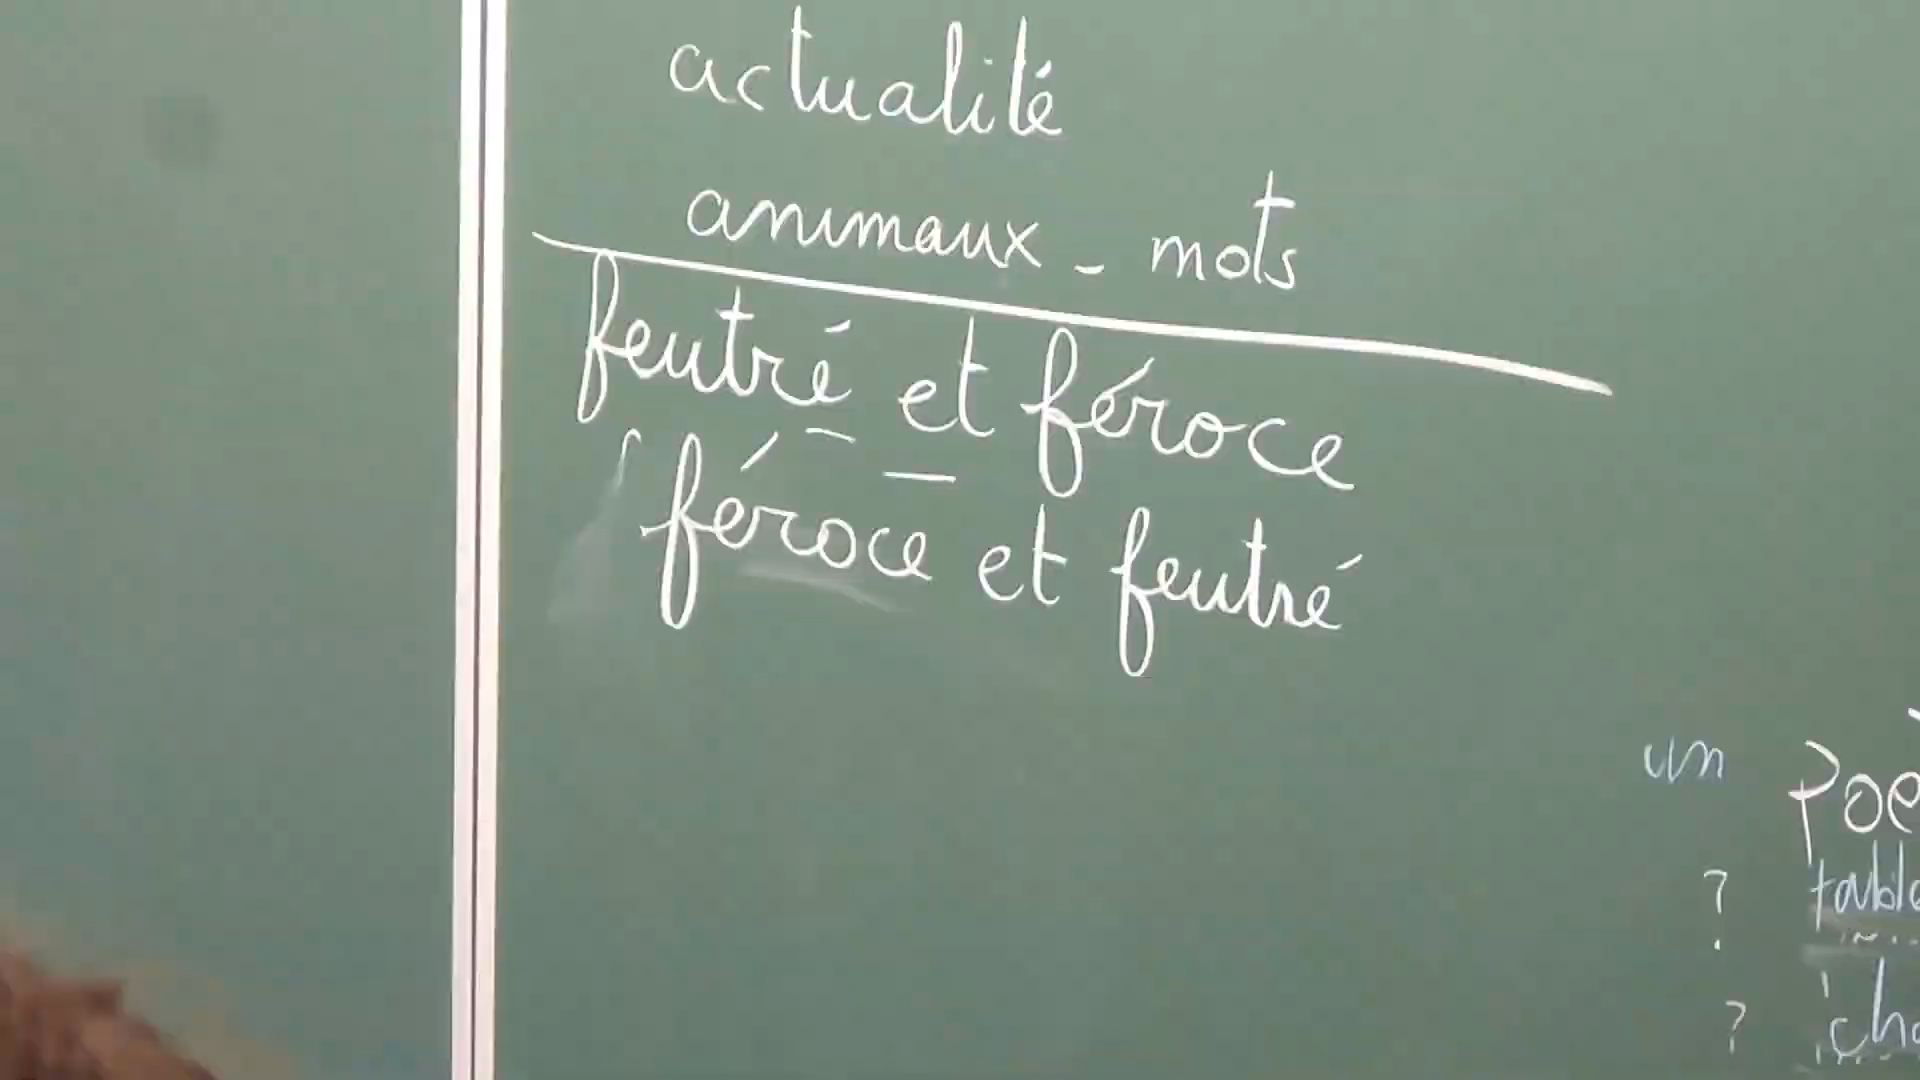 actualité
animaux - mots
feutré et féroce
féroce et feutré
un
?
?